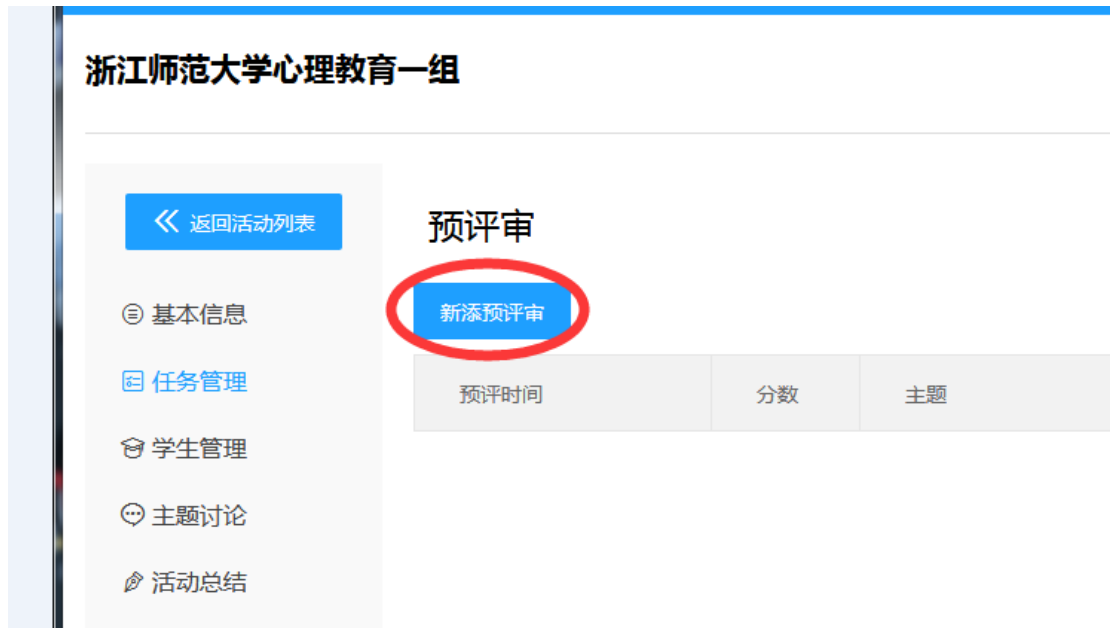 浙江师范大学心理教育一组
返回活动列表
基本信息
任务管理
学生管理
主题讨论
活动总结
预评审
新添预评审
预评时间 分数 主题